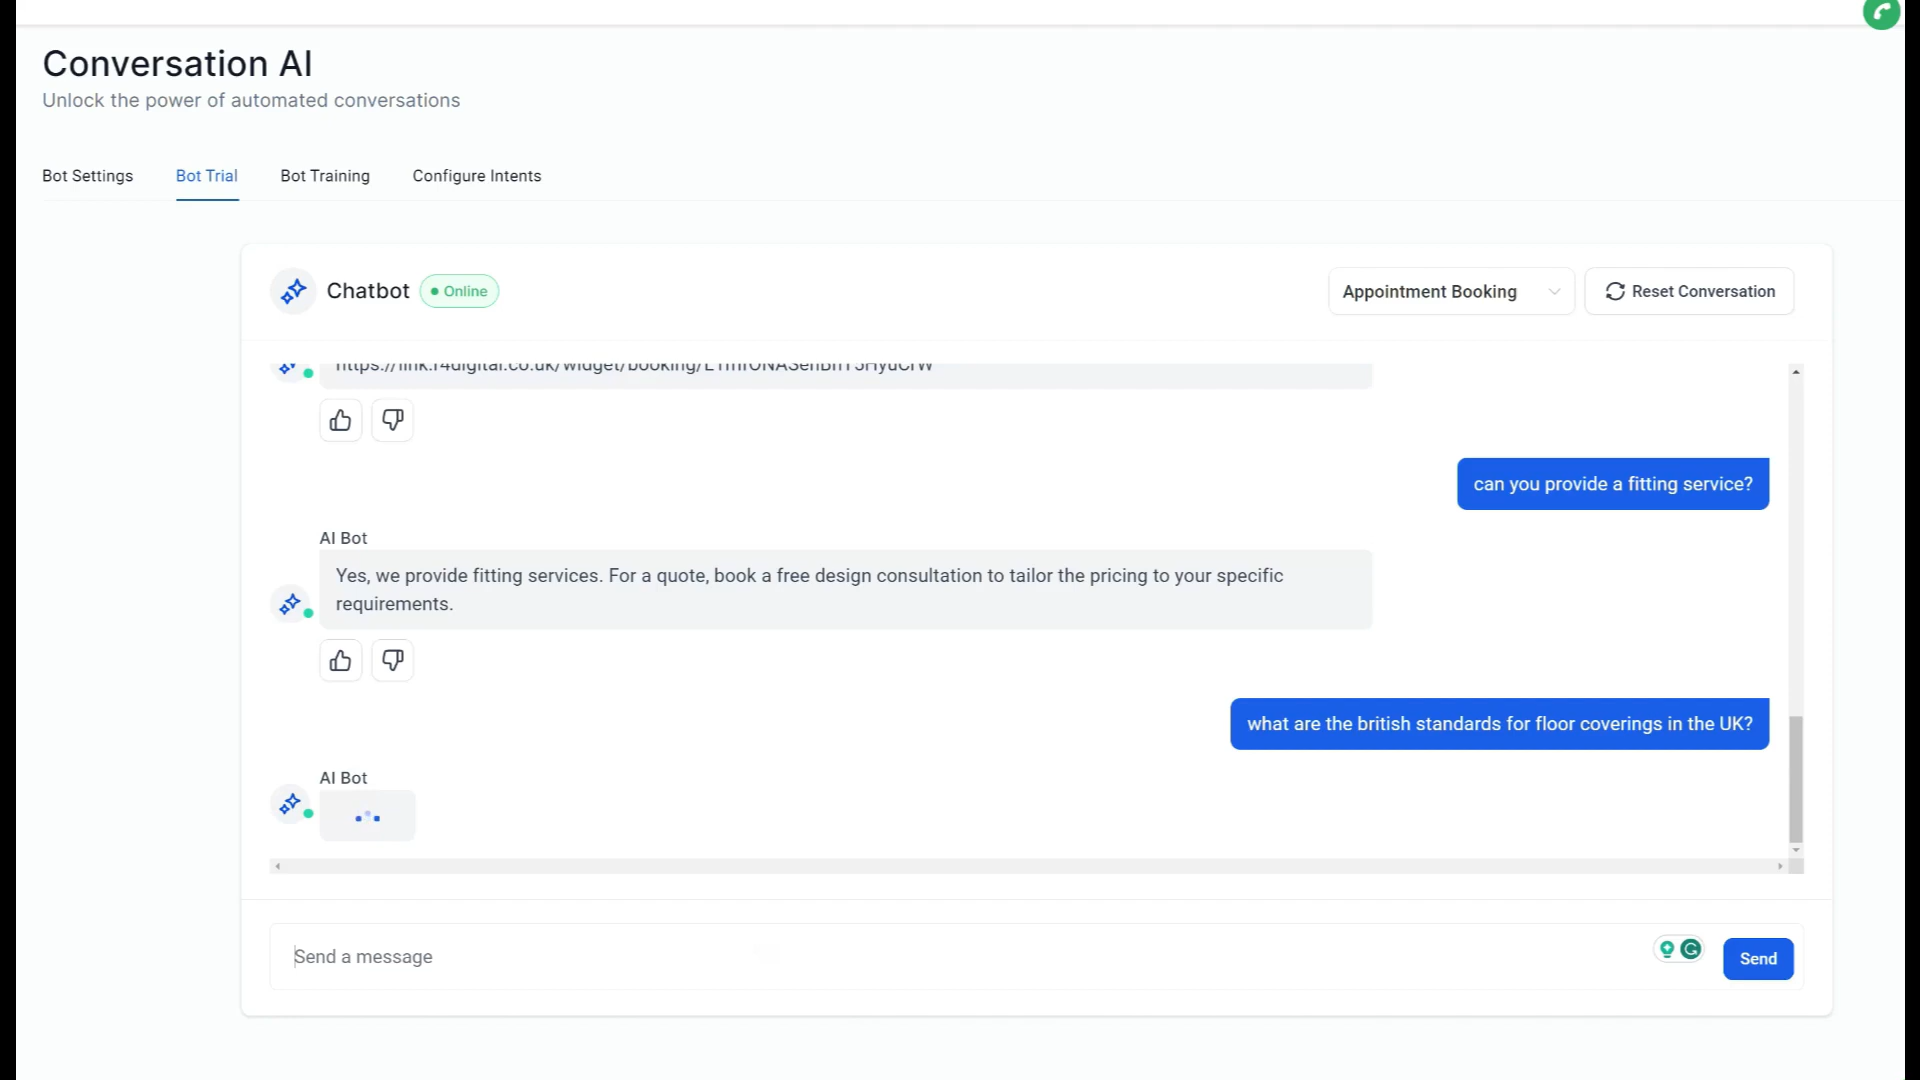 Conversation AI
Unlock the power of automated conversations
Bot Settings
Bot Trial
Bot Training
Configure Intents
Chatbot
Online
Appointment Booking
Reset Conversation
can you provide a fitting service?
AI Bot
Yes, we provide fitting services. For a quote, book a free design consultation to tailor the pricing to your specific
requirements.
what are the british standards for floor coverings in the UK?
AI Bot
Send a message
Send